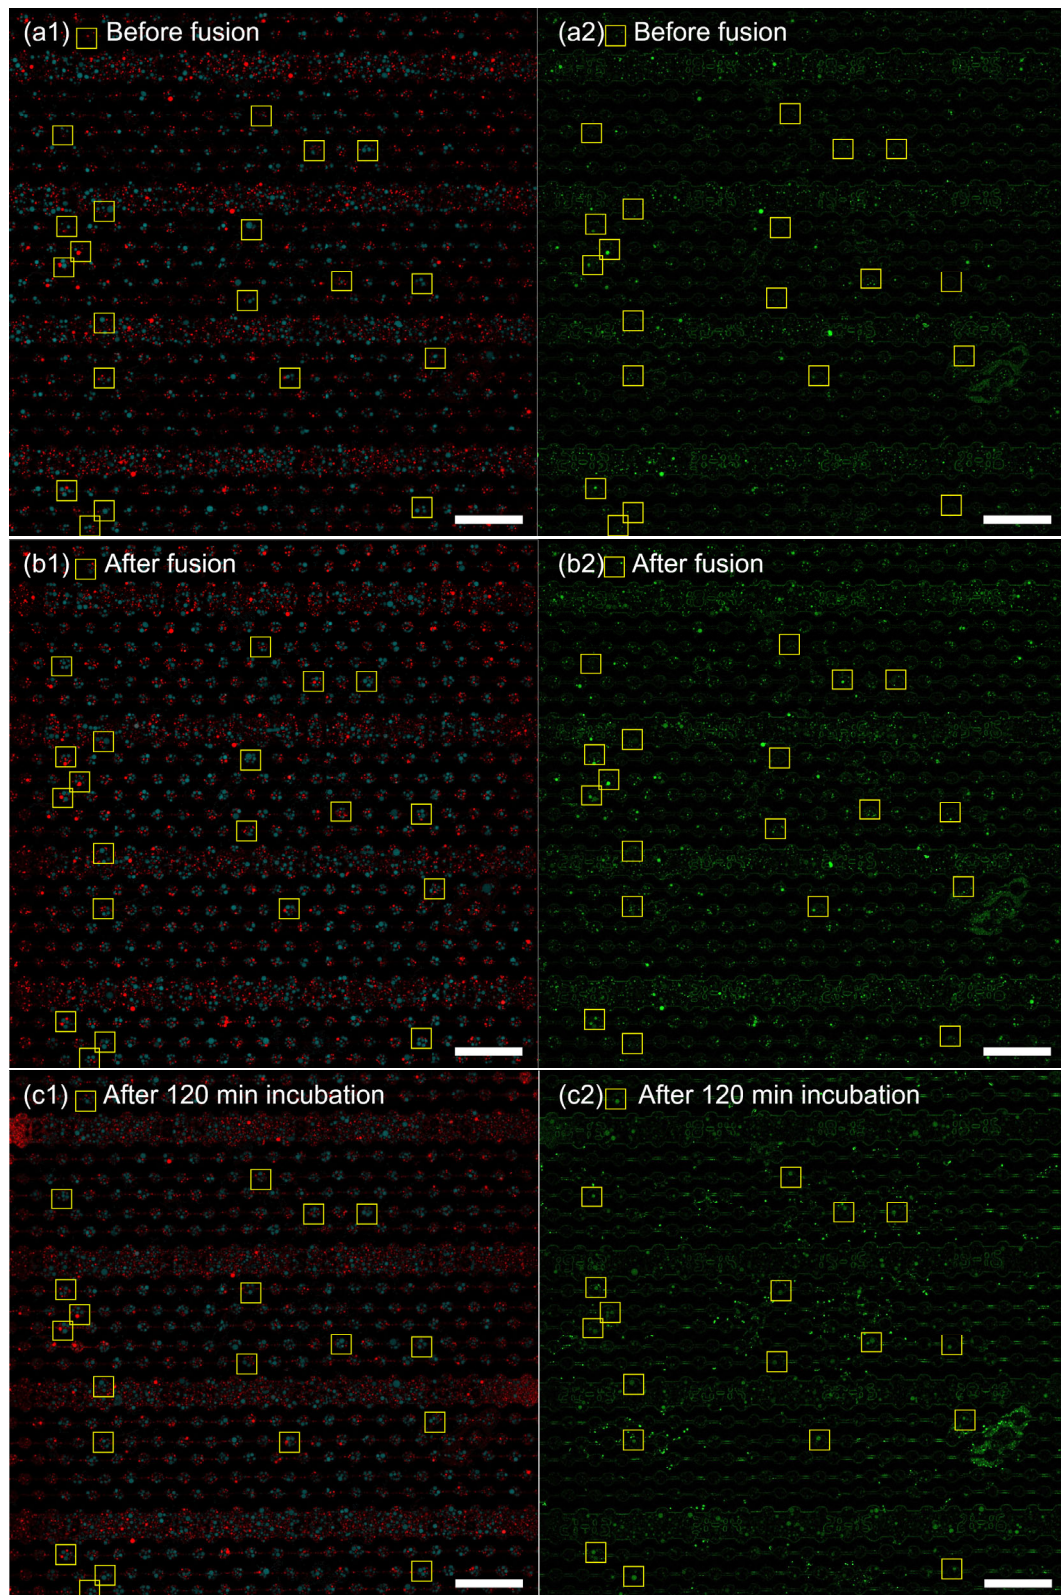 (a1) Before fusion
(a2) Before fusion
(b1) After fusion
(b2) After fusion
(c1) After 120 min incubation
(c2) After 120 min incubation